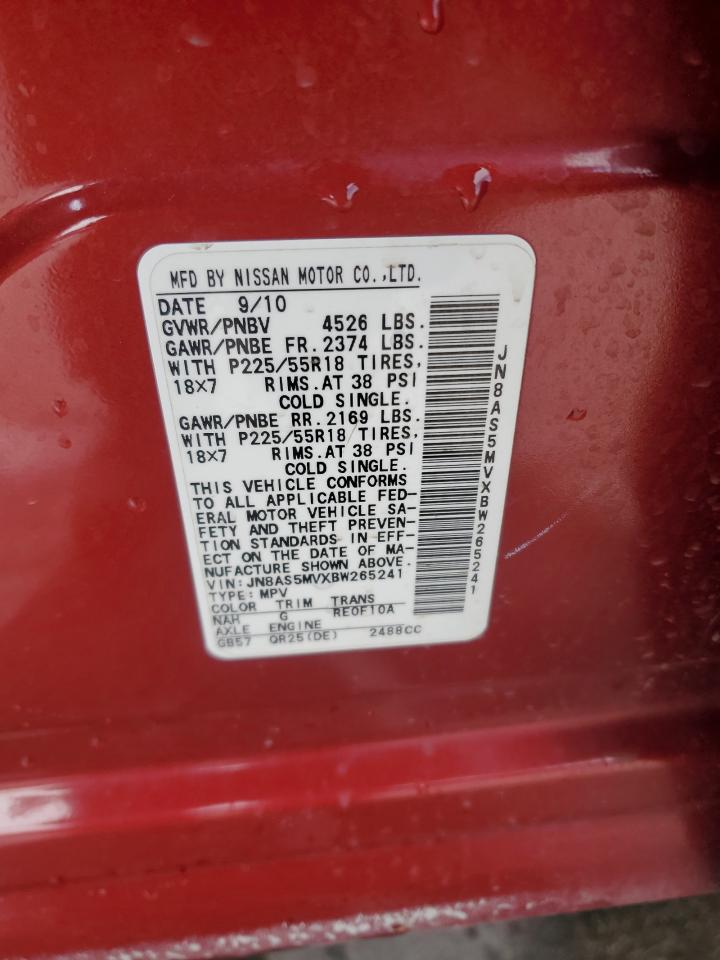 MFD BY NISSAN MOTOR CO.,LTD.
DATE 9/10
GVWR/PNBV 4526 LBS.
GAWR/PNBE FR. 2374 LBS.
WITH P225/55R18 TIRES,
18X7 RIMS. AT 38 PSI
COLD SINGLE.
GAWR/PNBE RR. 2169 LBS.
WITH P225/55R18 TIRES,
18X7 RIMS. AT 38 PSI
COLD SINGLE.
THIS VEHICLE CONFORMS
TO ALL APPLICABLE FED-
ERAL MOTOR VEHICLE SA-
FETY AND THEFT PREVEN-
TION STANDARDS IN EFF-
ECT ON THE DATE OF MA-
NUFACTURE SHOWN ABOVE.
VIN: JN8AS5MVXBW265241
TYPE: MPV
COLOR TRIM TRANS
NAH G RE0F10A
AXLE ENGINE
GB57 QR25(DE) 2488CC
JN8AS5MVXBW265241